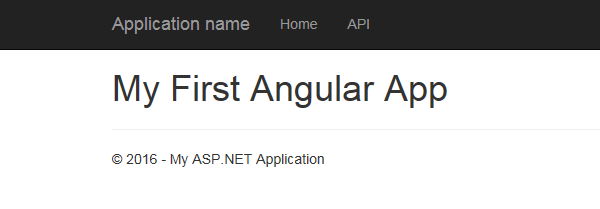 Application name Home API
My First Angular App
© 2016 - My ASP.NET Application